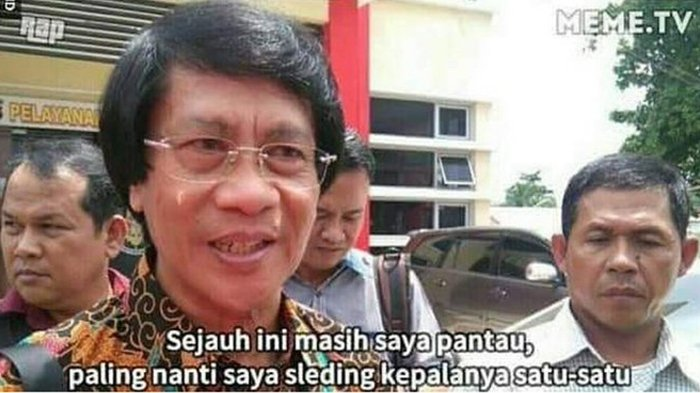 Rap
MEME.TV
PELAYANAN
Sejauh ini masih saya pantau,
paling nanti saya sleding kepalanya satu-satu